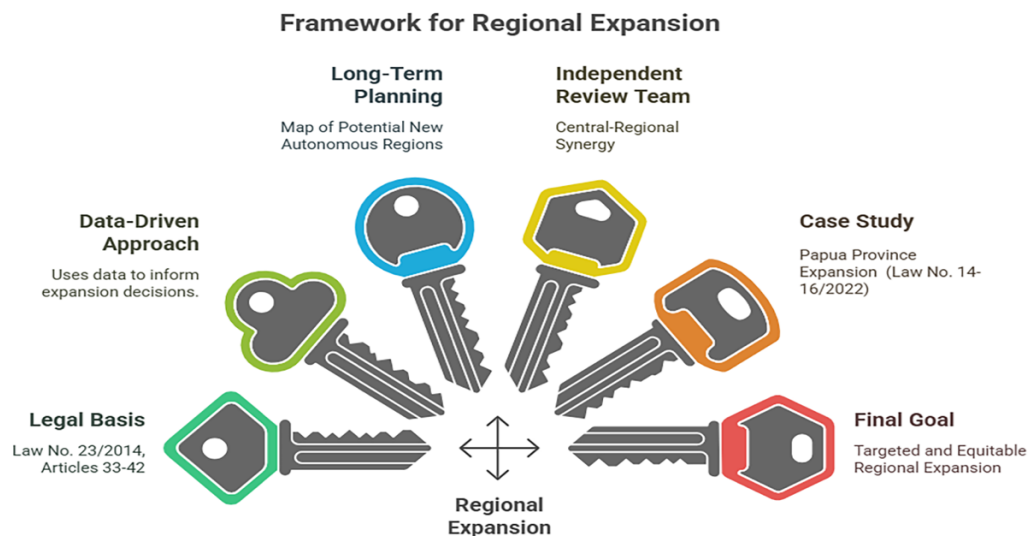 Framework for Regional Expansion
Long-Term
Planning
Map of Potential New
Autonomous Regions
Independent
Review Team
Central-Regional
Synergy
Data-Driven
Approach
Uses data to inform
expansion decisions.
Case Study
Papua Province
Expansion (Law No. 14-
16/2022)
Legal Basis
Law No. 23/2014,
Articles 33-42
Final Goal
Targeted and Equitable
Regional Expansion
Regional
Expansion